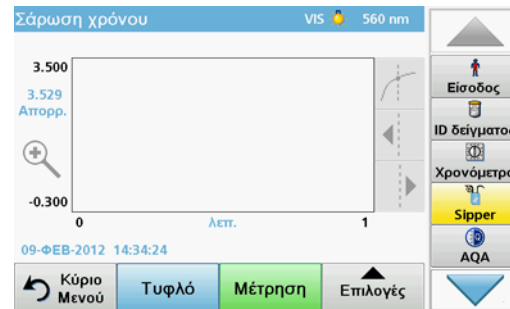 Σάρωση χρόνου VIS 560 nm
3.500
3.529
Απορρ.
-0.300
0 λεπ. 1
09-ΦΕΒ-2012 14:34:24
Κύριο
Μενού
Τυφλό
Μέτρηση
Επιλογές
Είσοδος
ID δείγματος
Χρονόμετρο
Sipper
AQA